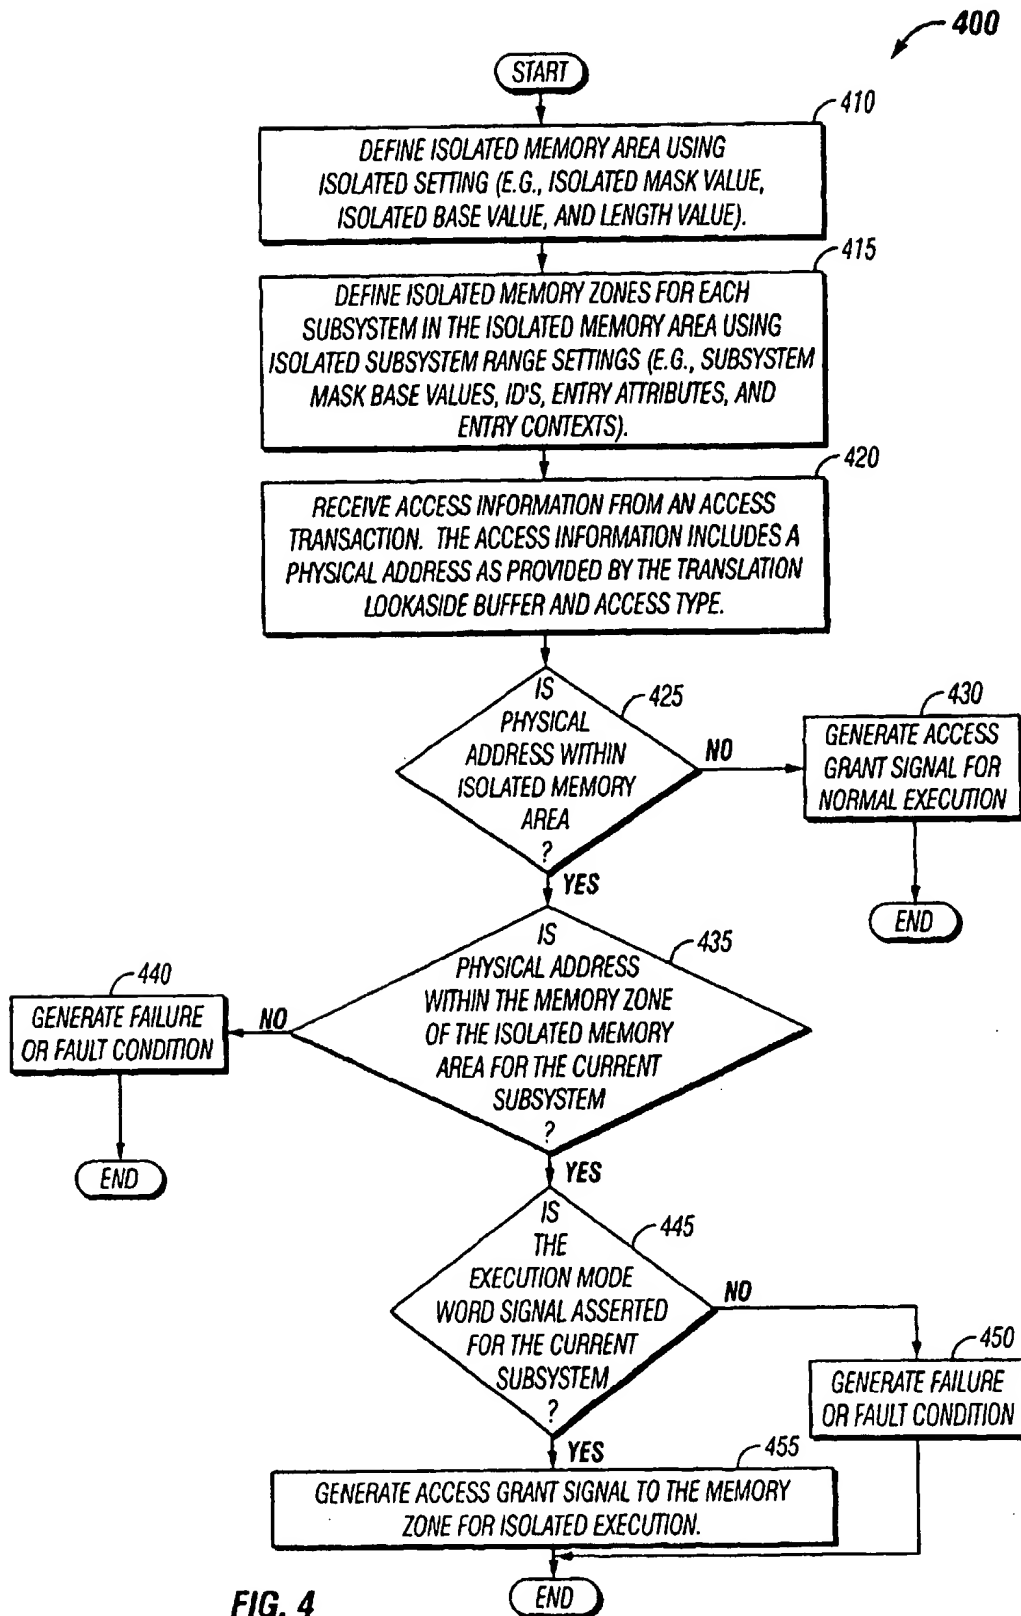 400
START
410
DEFINE ISOLATED MEMORY AREA USING
ISOLATED SETTING (E.G., ISOLATED MASK VALUE,
ISOLATED BASE VALUE, AND LENGTH VALUE).
415
DEFINE ISOLATED MEMORY ZONES FOR EACH
SUBSYSTEM IN THE ISOLATED MEMORY AREA USING
ISOLATED SUBSYSTEM RANGE SETTINGS (E.G., SUBSYSTEM
MASK BASE VALUES, ID'S, ENTRY ATTRIBUTES, AND
ENTRY CONTEXTS).
420
RECEIVE ACCESS INFORMATION FROM AN ACCESS
TRANSACTION. THE ACCESS INFORMATION INCLUDES A
PHYSICAL ADDRESS AS PROVIDED BY THE TRANSLATION
LOOKASIDE BUFFER AND ACCESS TYPE.
425
IS
PHYSICAL
ADDRESS WITHIN
ISOLATED MEMORY
AREA
?
NO
430
GENERATE ACCESS
GRANT SIGNAL FOR
NORMAL EXECUTION
END
YES
435
IS
PHYSICAL ADDRESS
WITHIN THE MEMORY ZONE
OF THE ISOLATED MEMORY
AREA FOR THE CURRENT
SUBSYSTEM
?
NO
440
GENERATE FAILURE
OR FAULT CONDITION
END
YES
445
IS
THE
EXECUTION MODE
WORD SIGNAL ASSERTED
FOR THE CURRENT
SUBSYSTEM
?
NO
450
GENERATE FAILURE
OR FAULT CONDITION
YES
455
GENERATE ACCESS GRANT SIGNAL TO THE MEMORY
ZONE FOR ISOLATED EXECUTION.
END
FIG. 4